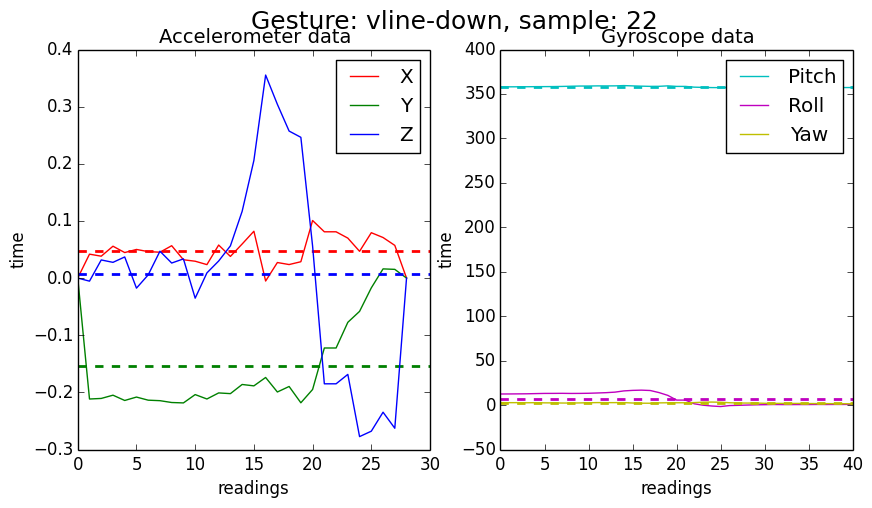 Gesture: vline-down, sample: 22
Accelerometer data
0.4
0.3
0.2
0.1
0.0
−0.1
−0.2
−0.3
time
0 5 10 15 20 25 30
readings
X
Y
Z
Gyroscope data
400
350
300
250
200
150
100
50
0
−50
time
0 5 10 15 20 25 30 35 40
readings
Pitch
Roll
Yaw